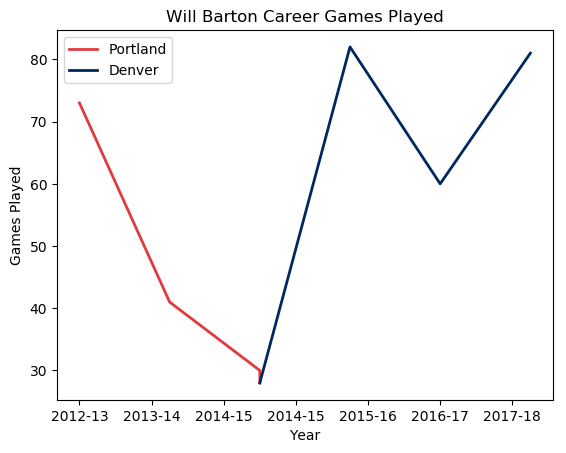 Will Barton Career Games Played
Portland
Denver
80
70
60
50
40
30
Games Played
2012-13 2013-14 2014-15 2014-15 2015-16 2016-17 2017-18
Year